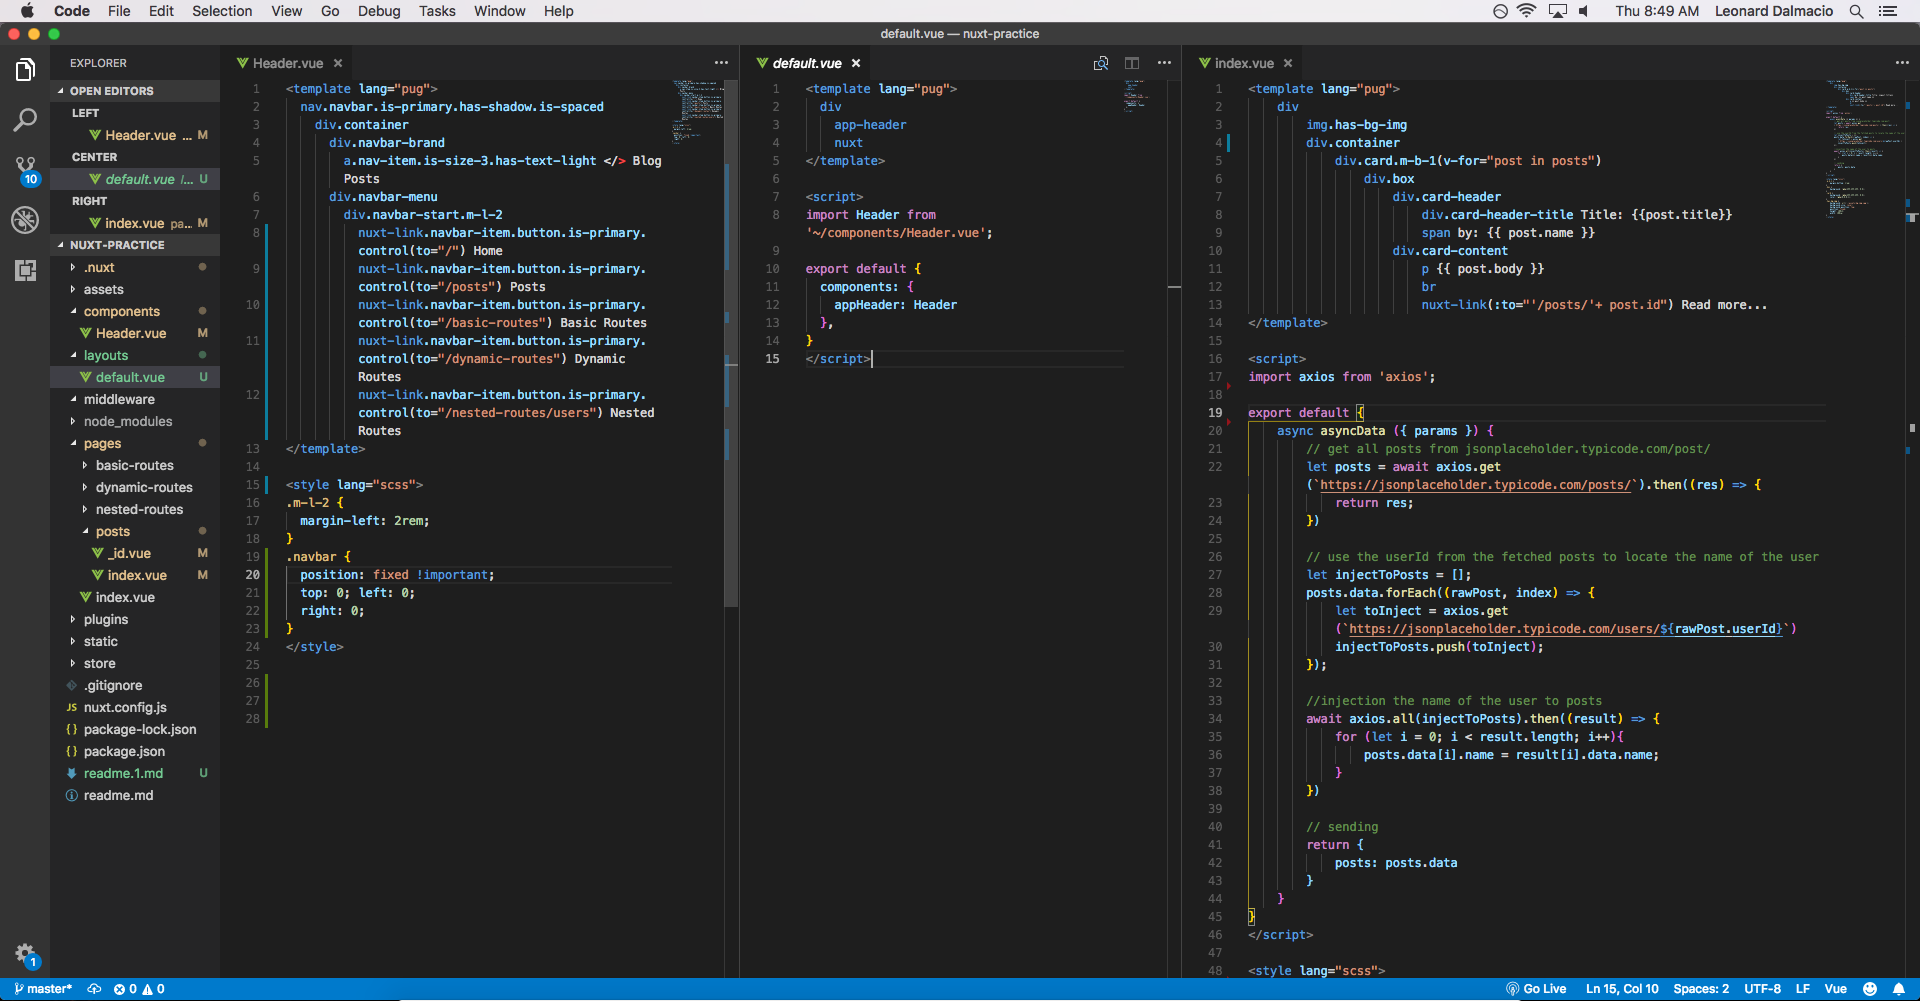 Code File Edit Selection View Go Debug Tasks Window Help
Thu 8:49 AM Leonard Dalmacio
default.vue — nuxt-practice
EXPLORER
OPEN EDITORS
LEFT
Header.vue ... M
CENTER
default.vue /... U
RIGHT
index.vue pa... M
NUXT-PRACTICE
.nuxt
assets
components
Header.vue M
layouts
default.vue U
middleware
node_modules
pages
basic-routes
dynamic-routes
nested-routes
posts
_id.vue M
index.vue M
index.vue
plugins
static
store
.gitignore
JS nuxt.config.js
{} package-lock.json
{} package.json
readme.1.md U
readme.md
10
1
Header.vue ×
1 <template lang="pug">
2 nav.navbar.is-primary.has-shadow.is-spaced
3 div.container
4 div.navbar-brand
5 a.nav-item.is-size-3.has-text-light </> Blog
Posts
6 div.navbar-menu
7 div.navbar-start.m-l-2
8 nuxt-link.navbar-item.button.is-primary.
control(to="/") Home
9 nuxt-link.navbar-item.button.is-primary.
control(to="/posts") Posts
10 nuxt-link.navbar-item.button.is-primary.
control(to="/basic-routes") Basic Routes
11 nuxt-link.navbar-item.button.is-primary.
control(to="/dynamic-routes") Dynamic
Routes
12 nuxt-link.navbar-item.button.is-primary.
control(to="/nested-routes/users") Nested
Routes
13 </template>
14
15 <style lang="scss">
16 .m-l-2 {
17 margin-left: 2rem;
18 }
19 .navbar {
20 position: fixed !important;
21 top: 0; left: 0;
22 right: 0;
23 }
24 </style>
25
26
27
28
default.vue ×
1 <template lang="pug">
2 div
3 app-header
4 nuxt
5 </template>
6
7 <script>
8 import Header from
'~/components/Header.vue';
9
10 export default {
11 components: {
12 appHeader: Header
13 },
14 }
15 </script>
index.vue ×
1 <template lang="pug">
2 div
3 img.has-bg-img
4 div.container
5 div.card.m-b-1(v-for="post in posts")
6 div.box
7 div.card-header
8 div.card-header-title Title: {{post.title}}
9 span by: {{ post.name }}
10 div.card-content
11 p {{ post.body }}
12 br
13 nuxt-link(:to="'/posts/'+ post.id") Read more...
14 </template>
15
16 <script>
17 import axios from 'axios';
18
19 export default {
20 async asyncData ({ params }) {
21 // get all posts from jsonplaceholder.typicode.com/post/
22 let posts = await axios.get
(`https://jsonplaceholder.typicode.com/posts/`).then((res) => {
23 return res;
24 })
25
26 // use the userId from the fetched posts to locate the name of the user
27 let injectToPosts = [];
28 posts.data.forEach((rawPost, index) => {
29 let toInject = axios.get
(`https://jsonplaceholder.typicode.com/users/${rawPost.userId}`)
30 injectToPosts.push(toInject);
31 });
32
33 //injection the name of the user to posts
34 await axios.all(injectToPosts).then((result) => {
35 for (let i = 0; i < result.length; i++){
36 posts.data[i].name = result[i].data.name;
37 }
38 })
39
40 // sending
41 return {
42 posts: posts.data
43 }
44 }
45 }
46 </script>
47
48 <style lang="scss">
master* 0 0
Go Live Ln 15, Col 10 Spaces: 2 UTF-8 LF Vue